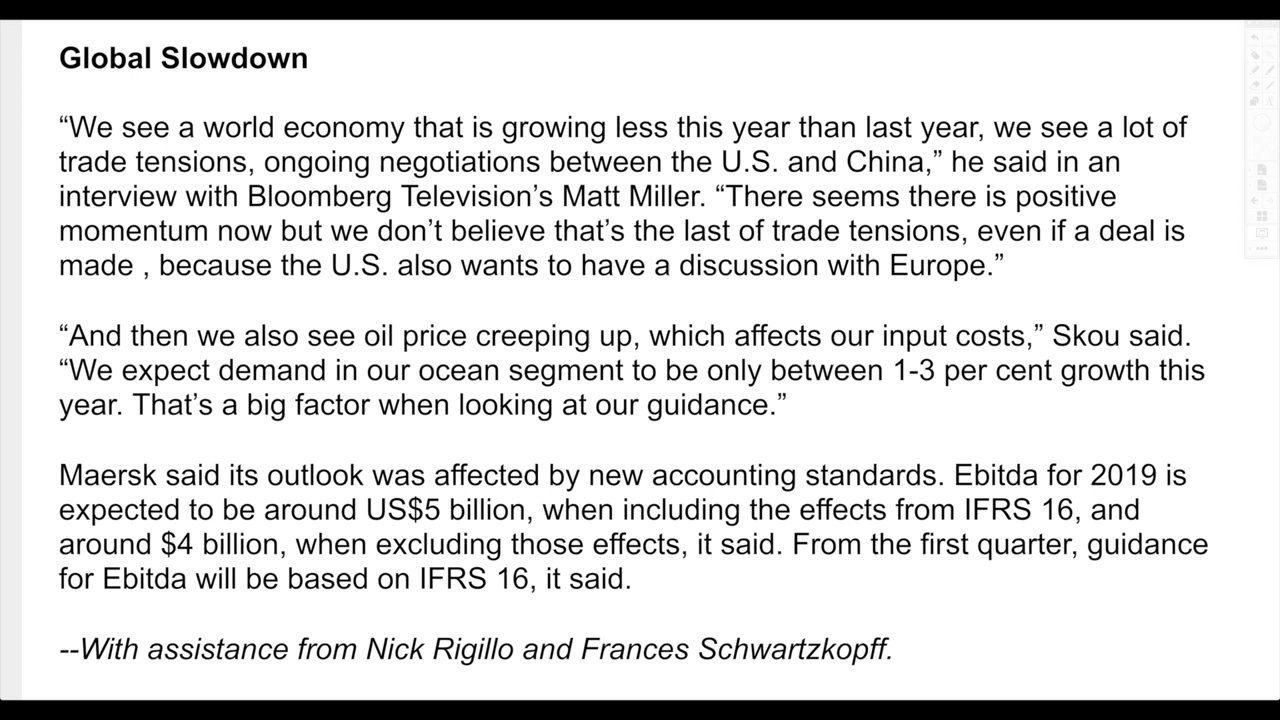 Global Slowdown
“We see a world economy that is growing less this year than last year, we see a lot of
trade tensions, ongoing negotiations between the U.S. and China,” he said in an
interview with Bloomberg Television’s Matt Miller. “There seems there is positive
momentum now but we don’t believe that’s the last of trade tensions, even if a deal is
made , because the U.S. also wants to have a discussion with Europe.”
“And then we also see oil price creeping up, which affects our input costs,” Skou said.
“We expect demand in our ocean segment to be only between 1-3 per cent growth this
year. That’s a big factor when looking at our guidance.”
Maersk said its outlook was affected by new accounting standards. Ebitda for 2019 is
expected to be around US$5 billion, when including the effects from IFRS 16, and
around $4 billion, when excluding those effects, it said. From the first quarter, guidance
for Ebitda will be based on IFRS 16, it said.
--With assistance from Nick Rigillo and Frances Schwartzkopff.